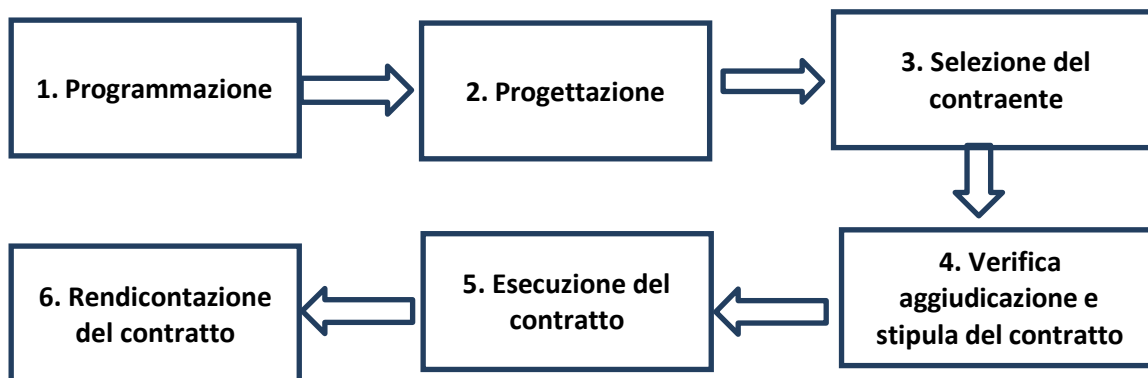 1. Programmazione
2. Progettazione
3. Selezione del
contraente
4. Verifica
aggiudicazione e
stipula del contratto
5. Esecuzione del
contratto
6. Rendicontazione
del contratto